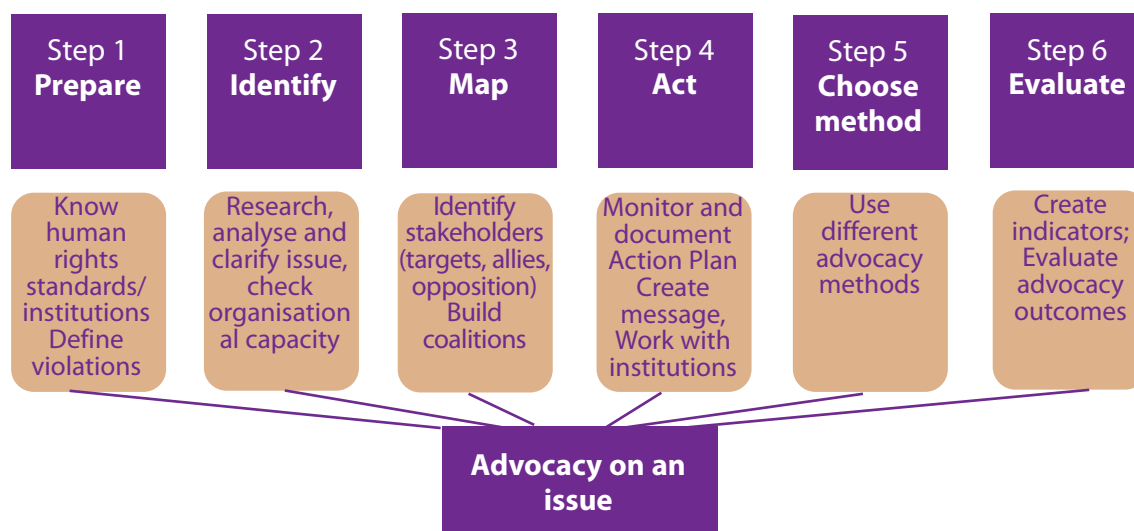 Step 1
Prepare
Step 2
Identify
Step 3
Map
Step 4
Act
Step 5
Choose
method
Step 6
Evaluate
Know
human
rights
standards/
institutions
Define
violations
Research,
analyse and
clarify issue,
check
organisation
al capacity
Identify
stakeholders
(targets, allies,
opposition)
Build
coalitions
Monitor and
document
Action Plan
Create
message,
Work with
institutions
Use
different
advocacy
methods
Create
indicators;
Evaluate
advocacy
outcomes
Advocacy on an
issue